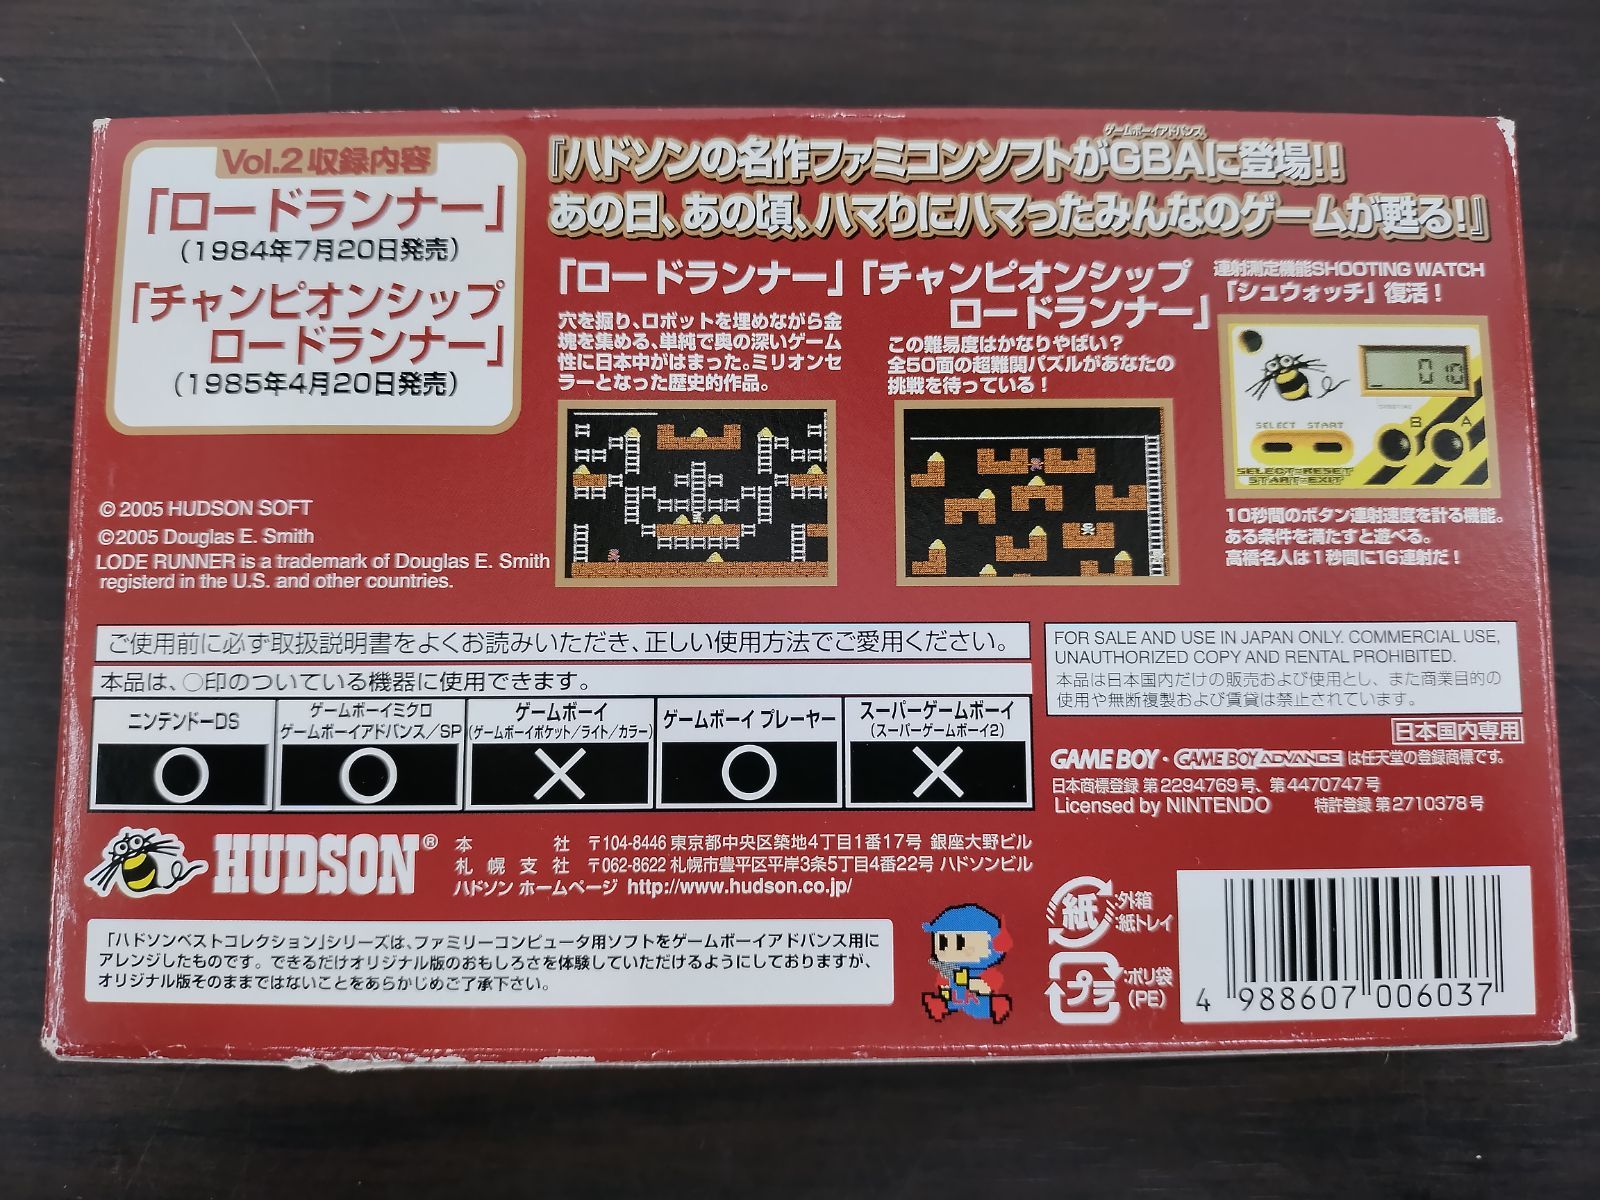 Vol.2 収録内容
「ロードランナー」
(1984年7月20日発売)
「チャンピオンシップ
ロードランナー」
(1985年4月20日発売)
ゲームボーイアドバンス
『ハドソンの名作ファミコンソフトがGBAに登場!!
あの日、あの頃、ハマりにハマったみんなのゲームが甦る!』
「ロードランナー」
穴を掘り、ロボットを埋めながら金
塊を集める、単純で奥の深いゲーム
性に日本中がはまった。ミリオンセ
ラーとなった歴史的作品。
「チャンピオンシップ
ロードランナー」
この難易度はかなりやばい?
全50面の超難関パズルがあなたの
挑戦を待っている!
連射測定機能SHOOTING WATCH
「シュウォッチ」復活!
010
SELECT START
B A
SELECT=RESET
START=EXIT
10秒間のボタン連射速度を計る機能。
ある条件を満たすと遊べる。
高橋名人は1秒間に16連射だ!
© 2005 HUDSON SOFT
©2005 Douglas E. Smith
LODE RUNNER is a trademark of Douglas E. Smith
registerd in the U.S. and other countries.
ご使用前に必ず取扱説明書をよくお読みいただき、正しい使用方法でご愛用ください。
本品は、○印のついている機器に使用できます。
ニンテンドーDS
ゲームボーイミクロ
ゲームボーイアドバンス/SP
ゲームボーイ
(ゲームボーイポケット/ライト/カラー)
ゲームボーイ プレーヤー
スーパーゲームボーイ
(スーパーゲームボーイ2)
○ ○ × ○ ×
FOR SALE AND USE IN JAPAN ONLY. COMMERCIAL USE,
UNAUTHORIZED COPY AND RENTAL PROHIBITED.
本品は日本国内だけの販売および使用とし、また商業目的の
使用や無断複製および賃貸は禁止されています。
日本国内専用
GAME BOY・GAME BOY ADVANCE は任天堂の登録商標です。
日本商標登録 第2294769号、第4470747号
Licensed by NINTENDO 特許登録 第2710378号
HUDSON®
本社 〒104-8446 東京都中央区築地4丁目1番17号 銀座大野ビル
札幌支社 〒062-8622 札幌市豊平区平岸3条5丁目4番22号 ハドソンビル
ハドソン ホームページ http://www.hudson.co.jp/
「ハドソンベストコレクション」シリーズは、ファミリーコンピュータ用ソフトをゲームボーイアドバンス用に
アレンジしたものです。できるだけオリジナル版のおもしろさを体験していただけるようにしておりますが、
オリジナル版そのままではないことをあらかじめご了承下さい。
紙
:外箱
:紙トレイ
プラ
:ポリ袋
(PE)
4 988607 006037